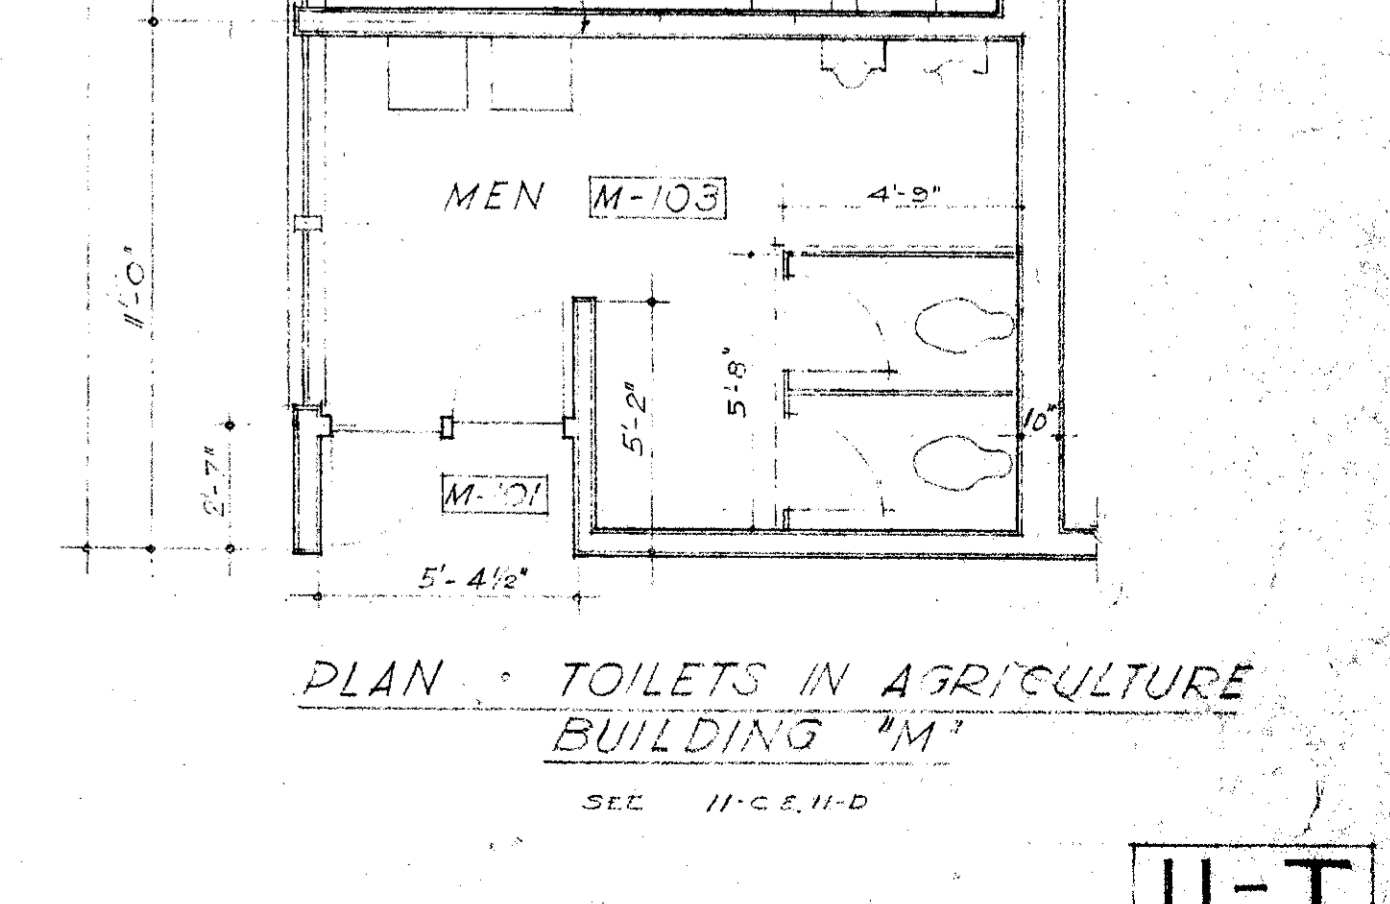 MEN M-103
4'-9"
11'-0"
5'-8"
5'-2"
10"
2'-7"
M-101
5'-4½"
PLAN · TOILETS IN AGRICULTURE
BUILDING "M"
SEE 11-C & 11-D
11-T